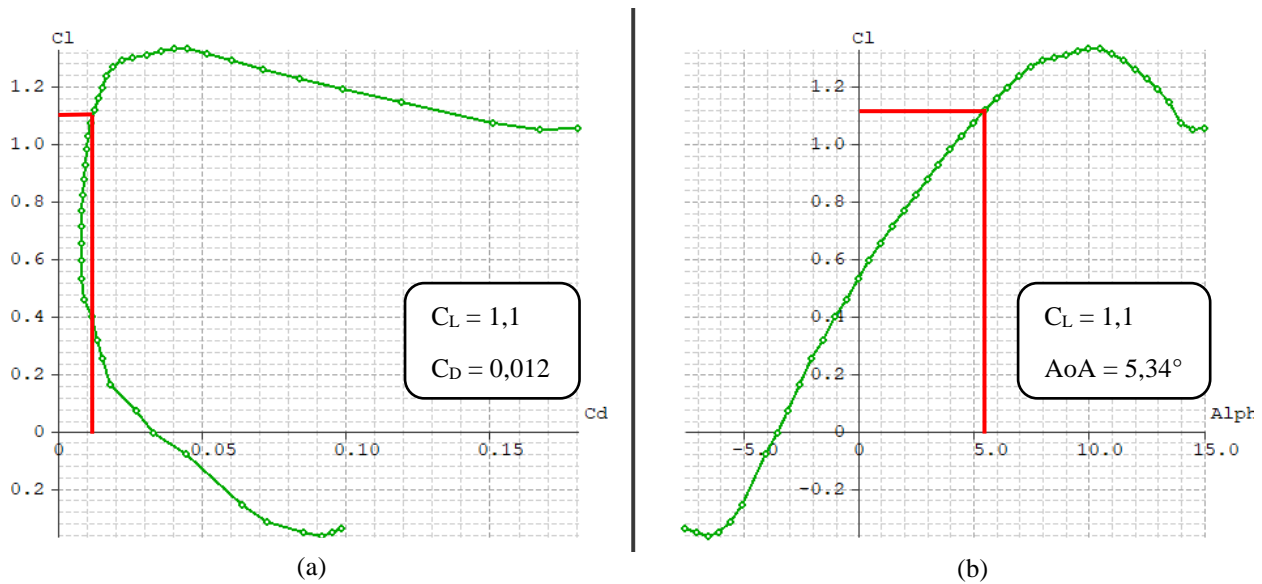 Cl
1.2
1.0
0.8
0.6
0.4
0.2
0
0.2
0 0.05 0.10 0.15
Cd
C_L = 1,1
C_D = 0,012
(a)
Cl
1.2
1.0
0.8
0.6
0.4
0.2
0
-0.2
-5.0 0 5.0 10.0 15.0
Alph
C_L = 1,1
AoA = 5,34°
(b)